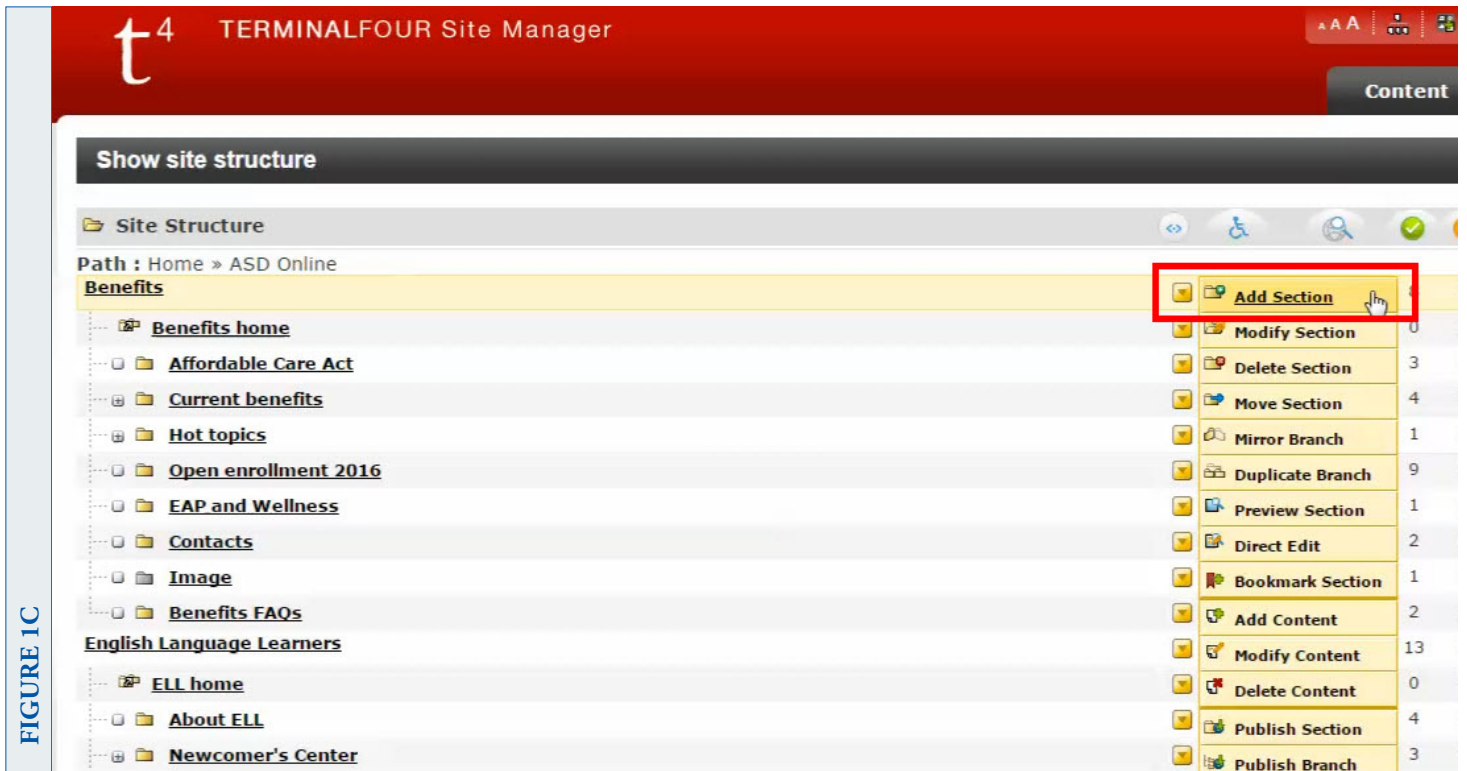 t4 TERMINALFOUR Site Manager
A A A
Content
Show site structure
Site Structure
Path : Home » ASD Online
Benefits Add Section 8
Benefits home Modify Section 0
Affordable Care Act Delete Section 3
Current benefits Move Section 4
Hot topics Mirror Branch 1
Open enrollment 2016 Duplicate Branch 9
EAP and Wellness Preview Section 1
Contacts Direct Edit 2
Image Bookmark Section 1
Benefits FAQs Add Content 2
English Language Learners Modify Content 13
ELL home Delete Content 0
About ELL Publish Section 4
Newcomer's Center Publish Branch 3
FIGURE 1C